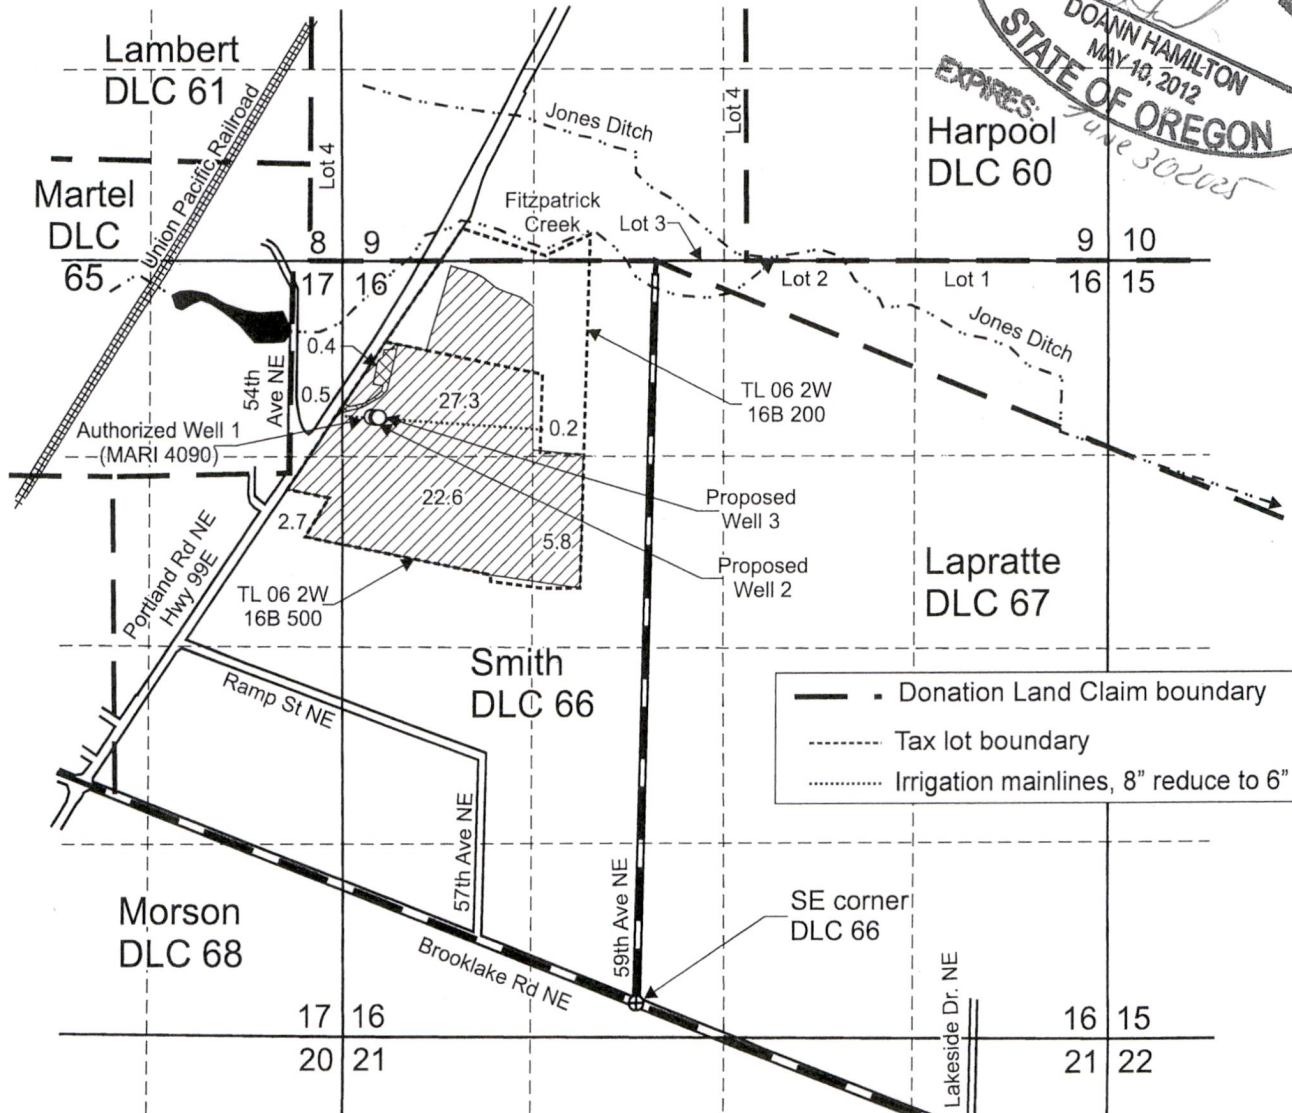 Lambert
DLC 61
Union Pacific Railroad
Lot 4
Martel
DLC
65
Jones Ditch
Lot 4
DOANN HAMILTON
MAY 10, 2012
STATE OF OREGON
EXPIRES:
June 30 2025
Harpool
DLC 60
Fitzpatrick
Creek
Lot 3
8 9
17 16
9 10
16 15
Lot 2
Lot 1
Jones Ditch
54th
Ave NE
0.4
0.5
27.3
0.2
TL 06 2W
16B 200
Authorized Well 1
(MARI 4090)
22.6
2.7
5.8
Proposed
Well 3
Proposed
Well 2
Portland Rd NE
Hwy 99E
TL 06 2W
16B 500
Lapratte
DLC 67
Smith
DLC 66
Ramp St NE
Donation Land Claim boundary
Tax lot boundary
Irrigation mainlines, 8" reduce to 6"
57th Ave NE
59th Ave NE
SE corner
DLC 66
Morson
DLC 68
Brooklake Rd NE
Lakeside Dr. NE
17 16
20 21
16 15
21 22